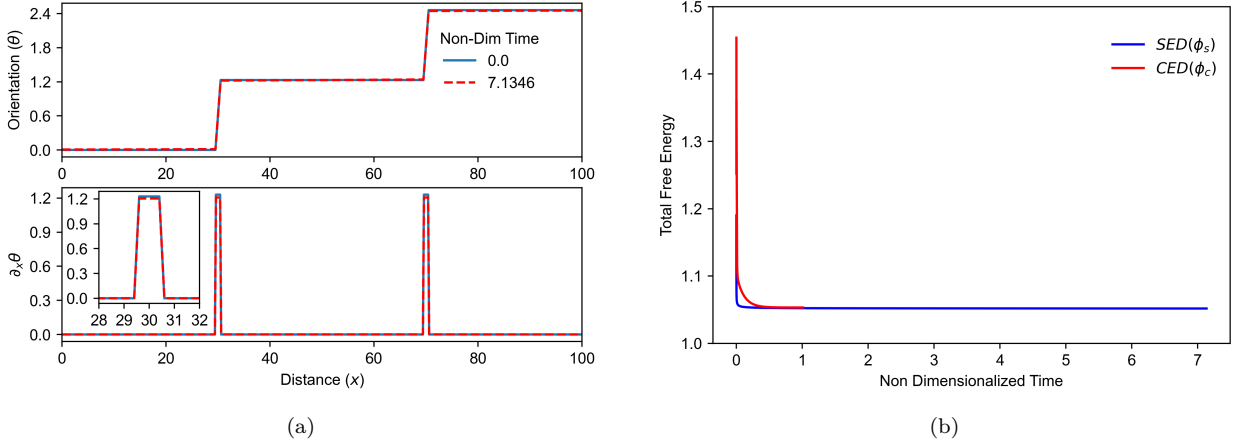 2.4
1.8
1.2
0.6
0.0
Orientation (θ)
Non-Dim Time
0.0
7.1346
0 20 40 60 80 100
1.2
0.9
0.6
0.3
0.0
∂ₓθ
1.2
0.9
0.6
0.3
0.0
28 29 30 31 32
0 20 40 60 80 100
Distance (x)
(a)
1.5
1.4
1.3
1.2
1.1
1.0
Total Free Energy
SED(ϕₛ)
CED(ϕ_c)
0 1 2 3 4 5 6 7
Non Dimensionalized Time
(b)